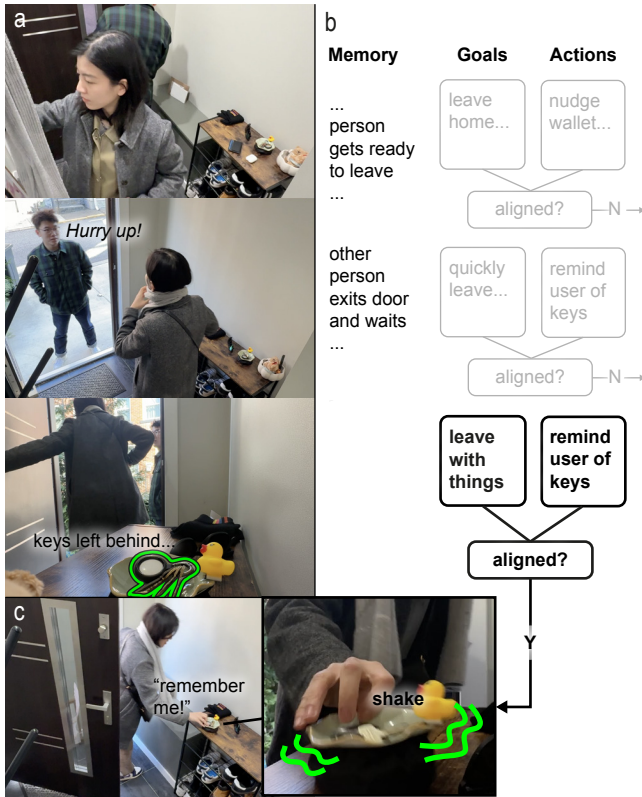 a
Hurry up!
keys left behind...
b
Memory
Goals
Actions
...
person
gets ready
to leave
...
leave
home...
nudge
wallet...
aligned?
N
other
person
exits door
and waits
...
quickly
leave...
remind
user of
keys
aligned?
N
leave
with
things
remind
user of
keys
aligned?
Y
c
“remember
me!”
shake